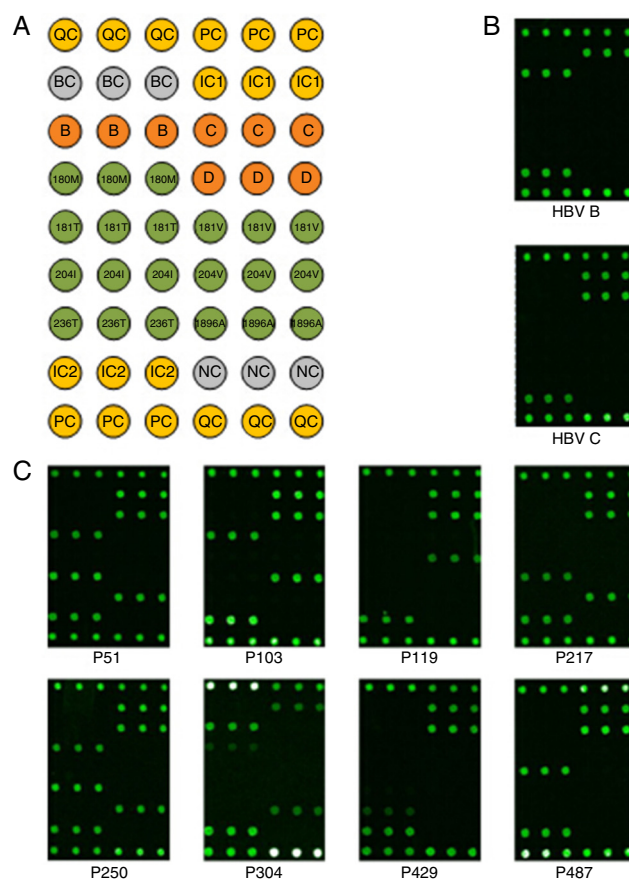 A
B
QC QC QC PC PC PC
BC BC BC IC1 IC1 IC1
B B B C C C
180M 180M 180M D D D
181T 181T 181T 181V 181V 181V
204I 204I 204I 204V 204V 204V
236T 236T 236T 1896A 1896A 1896A
IC2 IC2 IC2 NC NC NC
PC PC PC QC QC QC
HBV B
HBV C
C
P51 P103 P119 P217
P250 P304 P429 P487